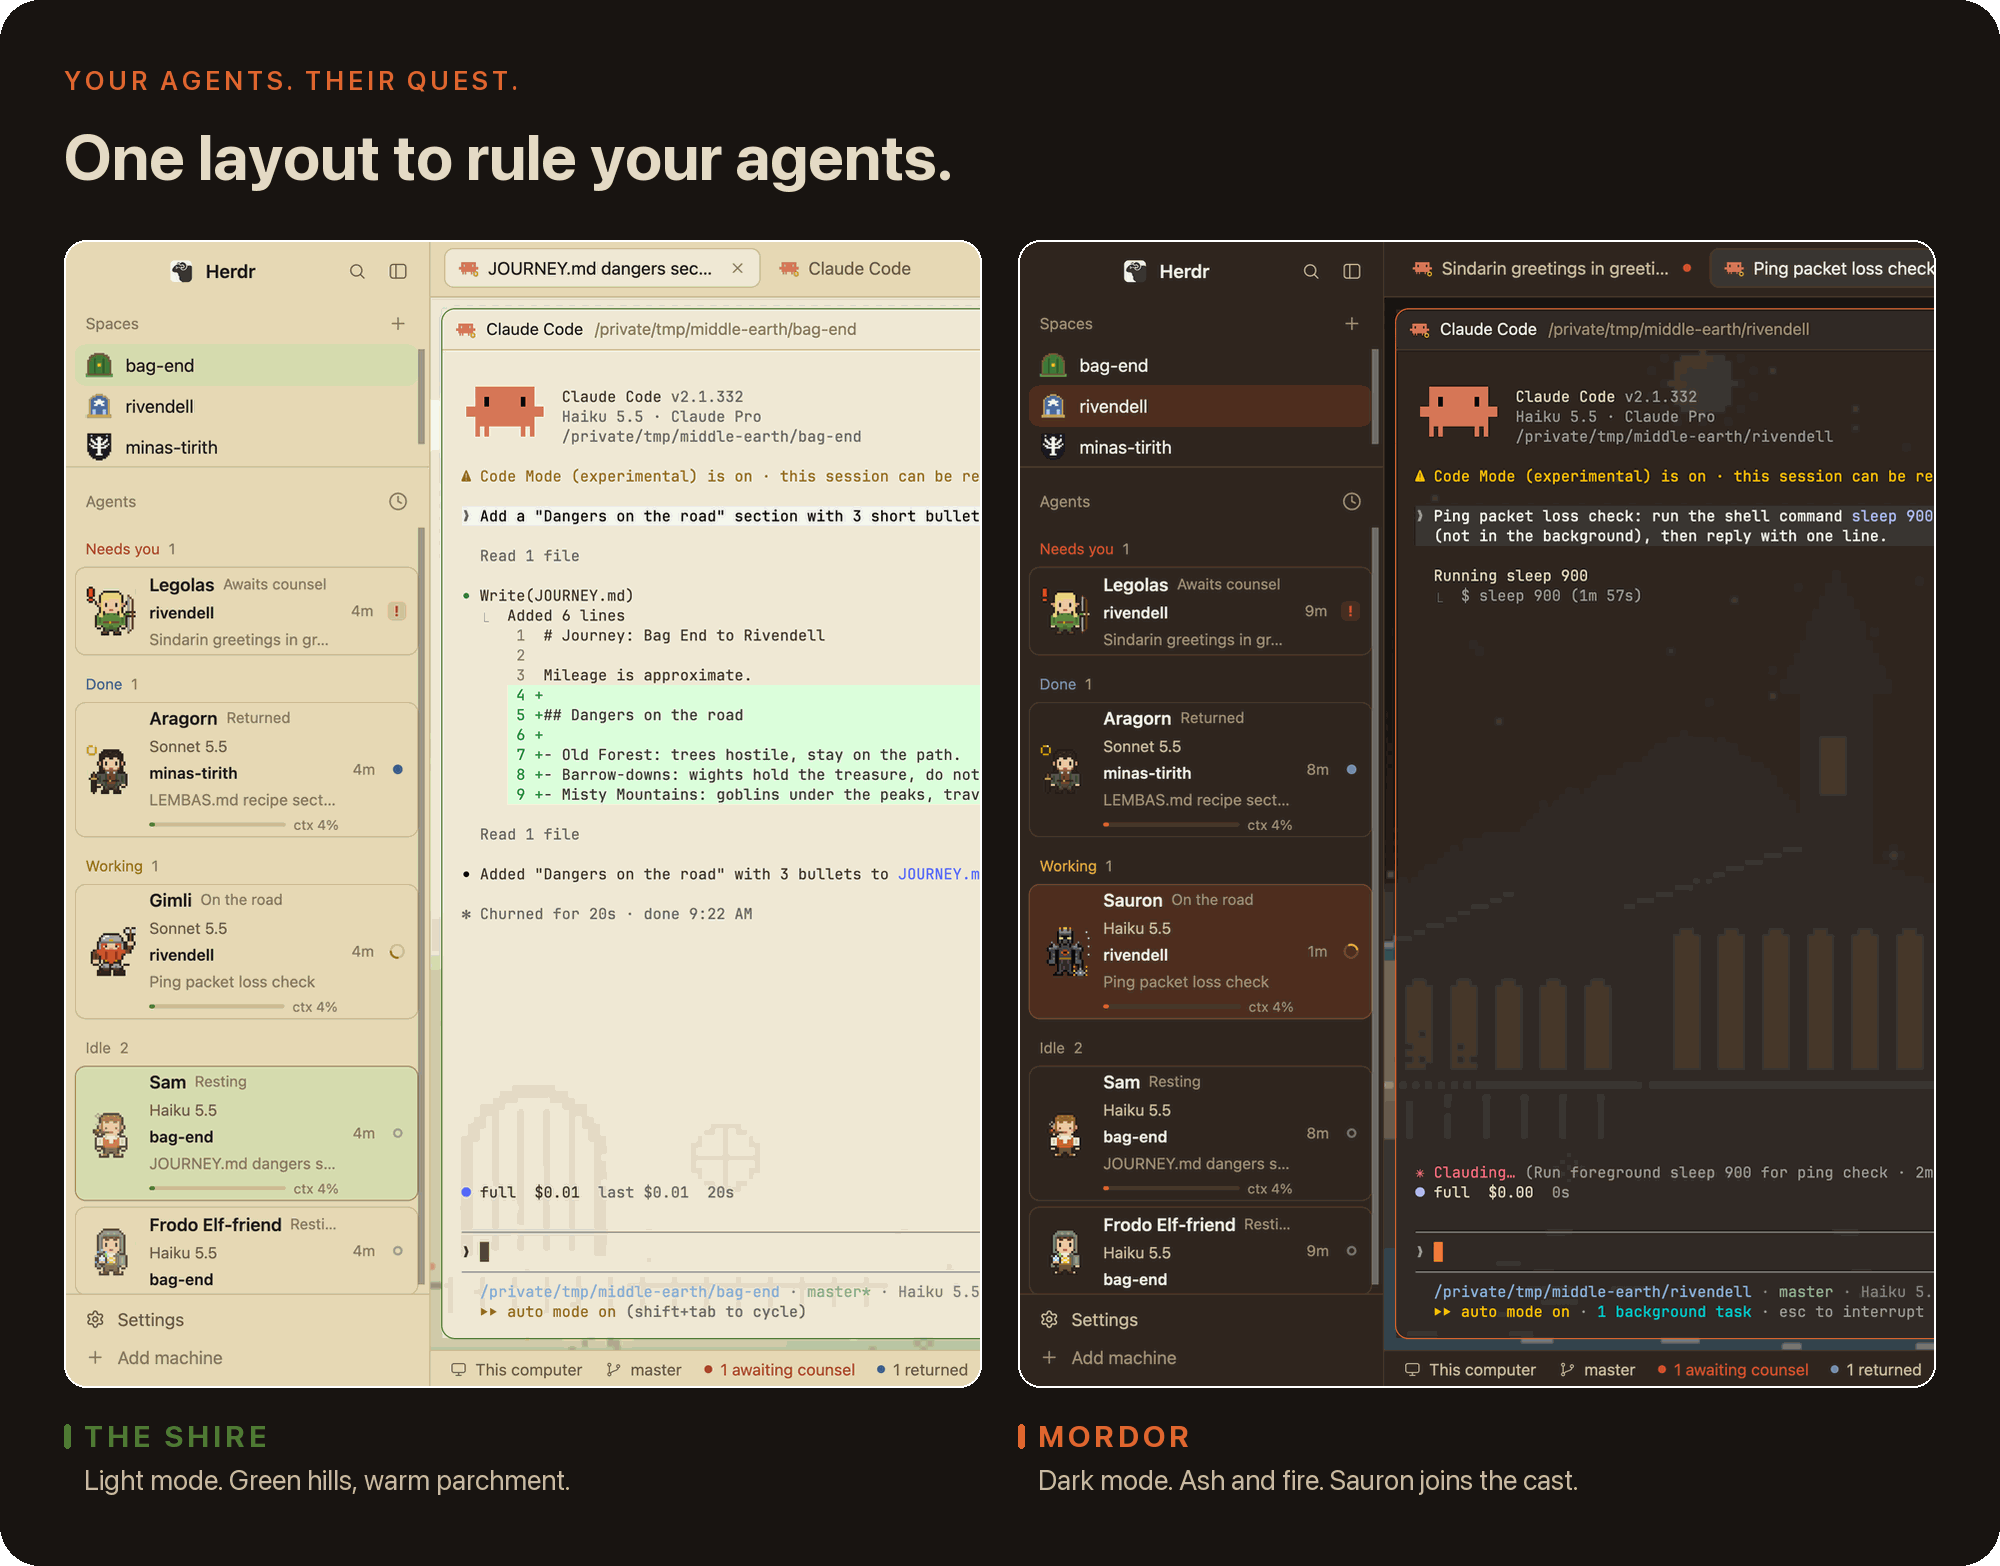 YOUR AGENTS. THEIR QUEST.
One layout to rule your agents.
Herdr
Spaces
bag-end
rivendell
minas-tirith
Agents
Needs you 1
Legolas Awaits counsel
rivendell 4m !
Sindarin greetings in gr...
Done 1
Aragorn Returned
Sonnet 5.5
minas-tirith 4m
LEMBAS.md recipe sect...
ctx 4%
Working 1
Gimli On the road
Sonnet 5.5
rivendell 4m
Ping packet loss check
ctx 4%
Idle 2
Sam Resting
Haiku 5.5
bag-end 4m
JOURNEY.md dangers s...
ctx 4%
Frodo Elf-friend Resti...
Haiku 5.5 4m
bag-end
Settings
Add machine
JOURNEY.md dangers sec... Claude Code
Claude Code /private/tmp/middle-earth/bag-end
Claude Code v2.1.332
Haiku 5.5 · Claude Pro
/private/tmp/middle-earth/bag-end
Code Mode (experimental) is on · this session can be re
❯ Add a "Dangers on the road" section with 3 short bullet
Read 1 file
● Write(JOURNEY.md)
Added 6 lines
1 # Journey: Bag End to Rivendell
2
3 Mileage is approximate.
4 +
5 +## Dangers on the road
6 +
7 +- Old Forest: trees hostile, stay on the path.
8 +- Barrow-downs: wights hold the treasure, do not
9 +- Misty Mountains: goblins under the peaks, trav
Read 1 file
● Added "Dangers on the road" with 3 bullets to JOURNEY.m
✻ Churned for 20s · done 9:22 AM
● full $0.01 last $0.01 20s
❯
/private/tmp/middle-earth/bag-end · master* · Haiku 5.5
▸▸ auto mode on (shift+tab to cycle)
This computer master ● 1 awaiting counsel ● 1 returned
Herdr
Spaces
bag-end
rivendell
minas-tirith
Agents
Needs you 1
Legolas Awaits counsel
rivendell 9m !
Sindarin greetings in gr...
Done 1
Aragorn Returned
Sonnet 5.5
minas-tirith 8m
LEMBAS.md recipe sect...
ctx 4%
Working 1
Sauron On the road
Haiku 5.5
rivendell 1m
Ping packet loss check
ctx 4%
Idle 2
Sam Resting
Haiku 5.5
bag-end 8m
JOURNEY.md dangers s...
ctx 4%
Frodo Elf-friend Resti...
Haiku 5.5 9m
bag-end
Settings
Add machine
Sindarin greetings in greeti... ● Ping packet loss check
Claude Code /private/tmp/middle-earth/rivendell
Claude Code v2.1.332
Haiku 5.5 · Claude Pro
/private/tmp/middle-earth/rivendell
Code Mode (experimental) is on · this session can be re
❯ Ping packet loss check: run the shell command sleep 900
(not in the background), then reply with one line.
Running sleep 900
$ sleep 900 (1m 57s)
✳ Clauding… (Run foreground sleep 900 for ping check · 2m
● full $0.00 0s
❯
/private/tmp/middle-earth/rivendell · master · Haiku 5.
▸▸ auto mode on · 1 background task · esc to interrupt
This computer master ● 1 awaiting counsel ● 1 returned
THE SHIRE
Light mode. Green hills, warm parchment.
MORDOR
Dark mode. Ash and fire. Sauron joins the cast.